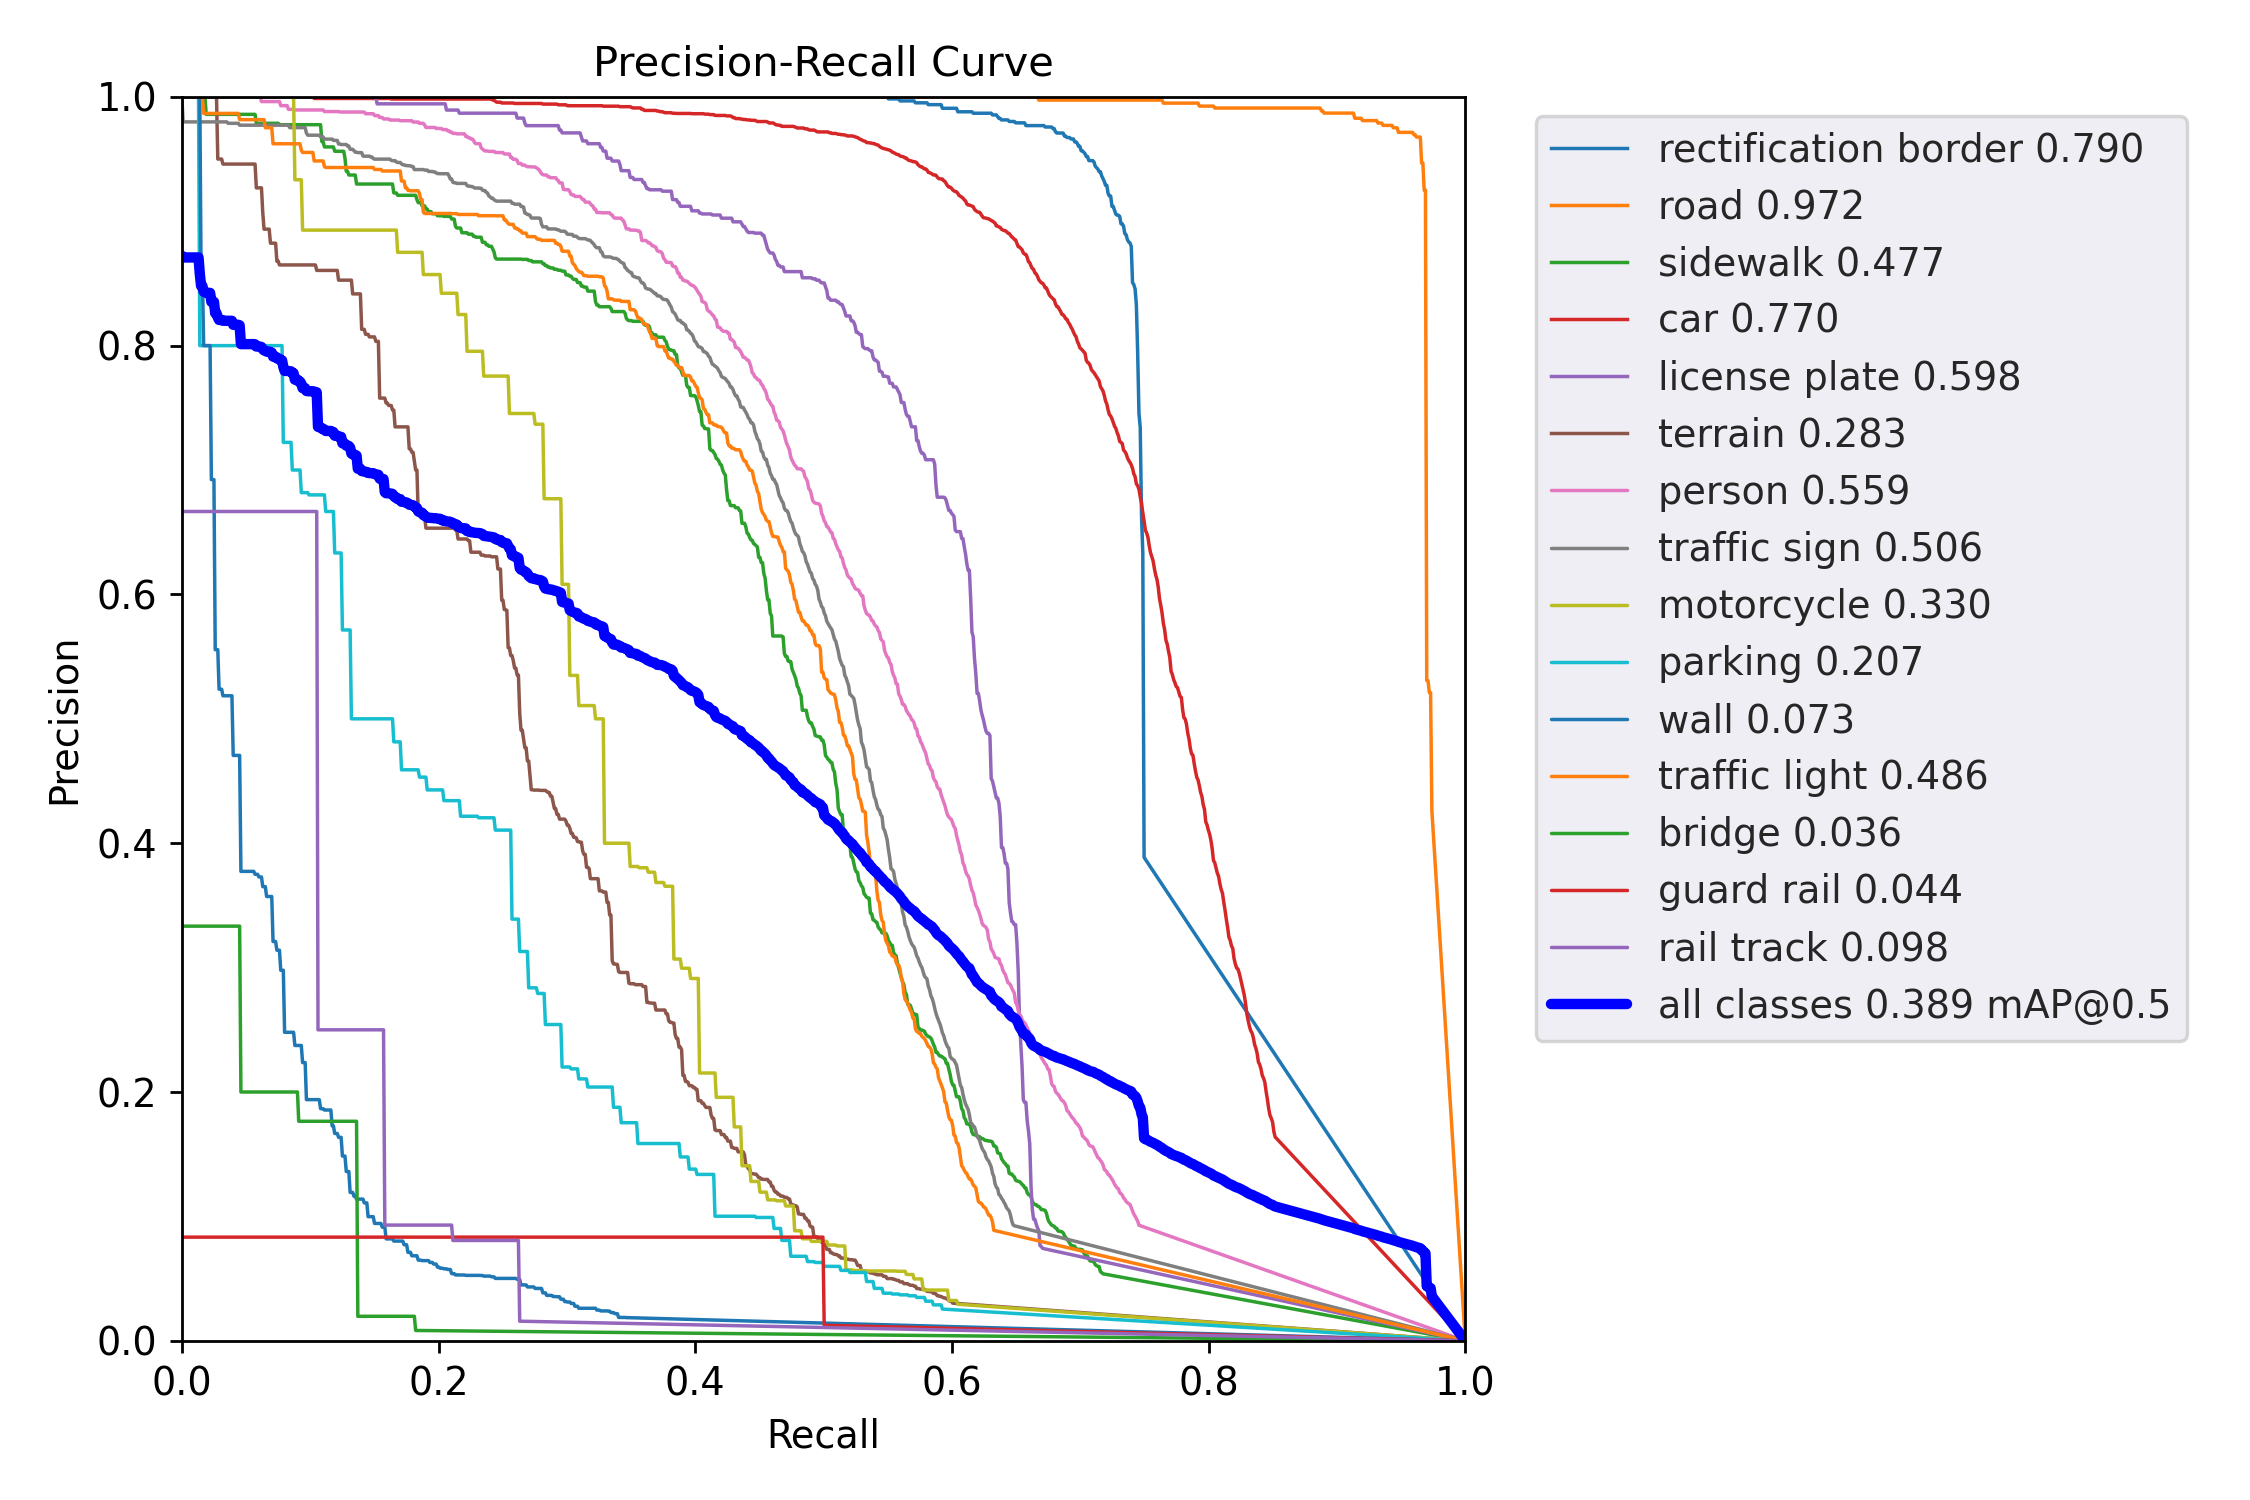 Precision-Recall Curve
1.0
0.8
0.6
0.4
0.2
0.0
Precision
0.0 0.2 0.4 0.6 0.8 1.0
Recall
rectification border 0.790
road 0.972
sidewalk 0.477
car 0.770
license plate 0.598
terrain 0.283
person 0.559
traffic sign 0.506
motorcycle 0.330
parking 0.207
wall 0.073
traffic light 0.486
bridge 0.036
guard rail 0.044
rail track 0.098
all classes 0.389 mAP@0.5